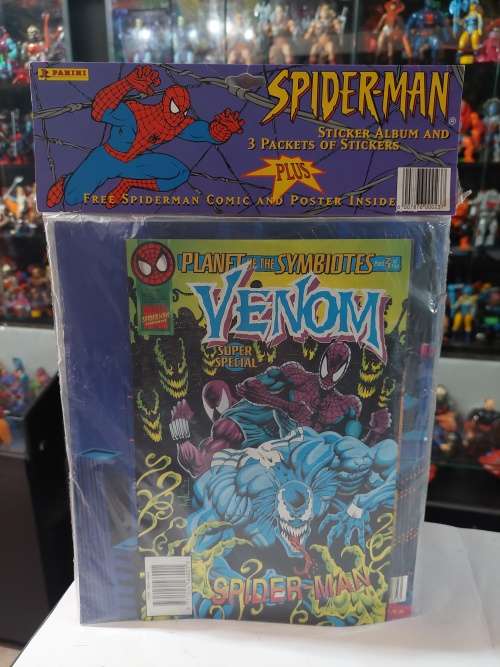 PANINI
SPIDER-MAN®
STICKER ALBUM AND
3 PACKETS OF STICKERS
PLUS
FREE SPIDERMAN COMIC AND POSTER INSIDE
PLANET OF THE SYMBIOTES
VENOM
SUPER
SPECIAL
SPIDER-MAN